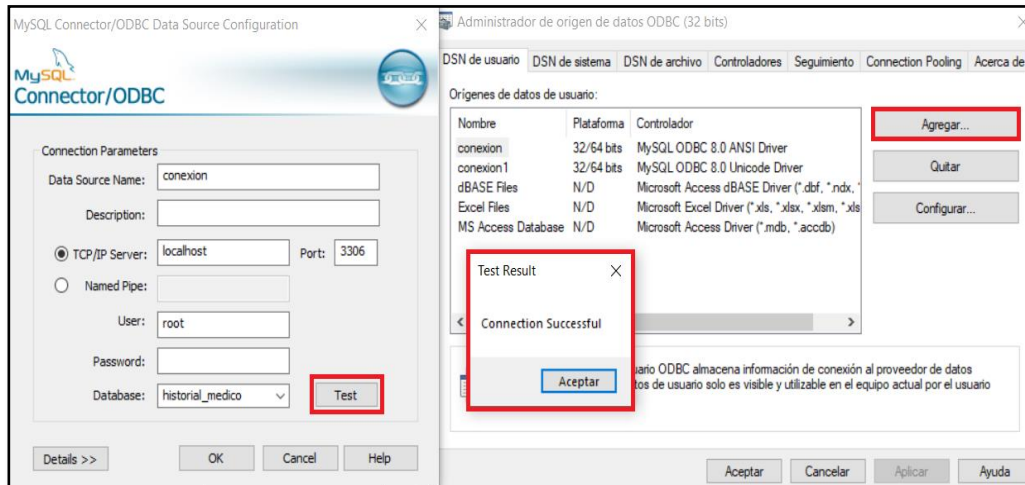 MySQL Connector/ODBC Data Source Configuration
MySQL
Connector/ODBC
Connection Parameters
Data Source Name: conexion
Description:
TCP/IP Server: localhost Port: 3306
Named Pipe:
User: root
Password:
Database: historial_medico Test
Details >> OK Cancel Help
Administrador de origen de datos ODBC (32 bits)
DSN de usuario DSN de sistema DSN de archivo Controladores Seguimiento Connection Pooling Acerca de
Orígenes de datos de usuario:
Nombre Plataforma Controlador
conexion 32/64 bits MySQL ODBC 8.0 ANSI Driver
conexion1 32/64 bits MySQL ODBC 8.0 Unicode Driver
dBASE Files N/D Microsoft Access dBASE Driver (*.dbf, *.ndx, *
Excel Files N/D Microsoft Excel Driver (*.xls, *.xlsx, *.xlsm, *.xls
MS Access Database N/D Microsoft Access Driver (*.mdb, *.accdb)
Agregar...
Quitar
Configurar...
Test Result
Connection Successful
Aceptar
uario ODBC almacena información de conexión al proveedor de datos
tos de usuario solo es visible y utilizable en el equipo actual por el usuario
Aceptar Cancelar Aplicar Ayuda